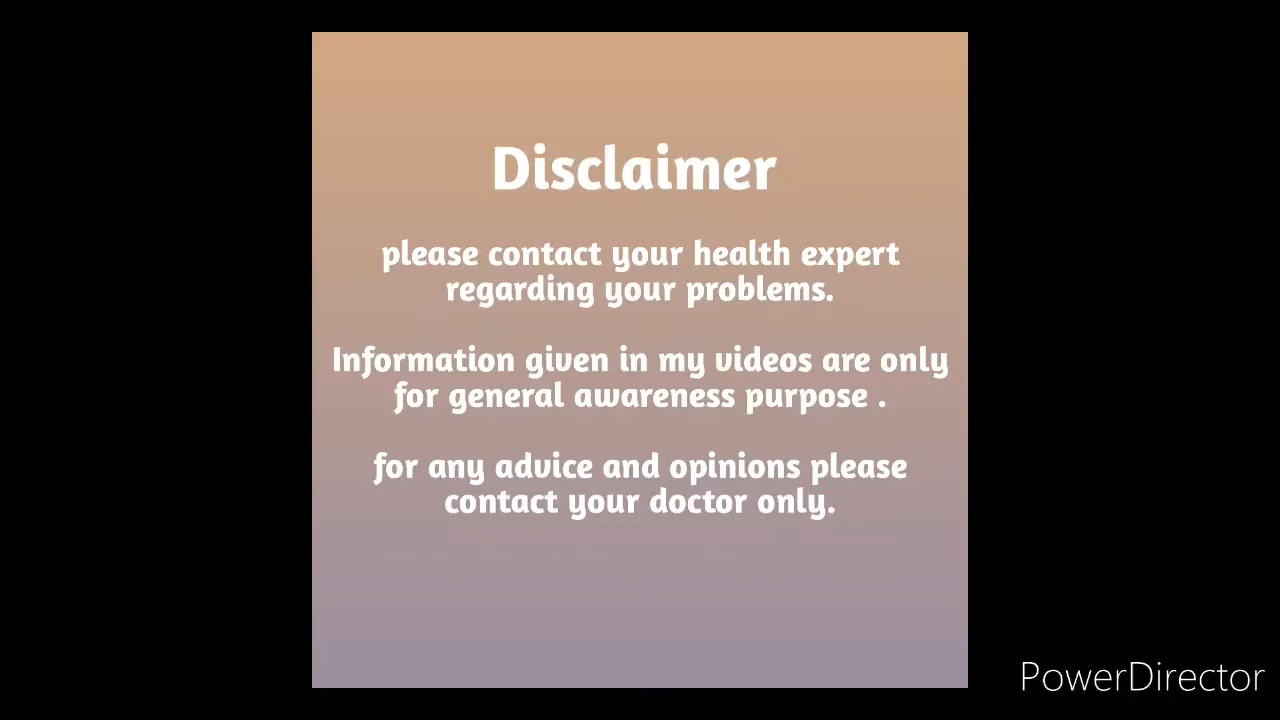 Disclaimer
please contact your health expert
regarding your problems.
Information given in my videos are only
for general awareness purpose .
for any advice and opinions please
contact your doctor only.
PowerDirector